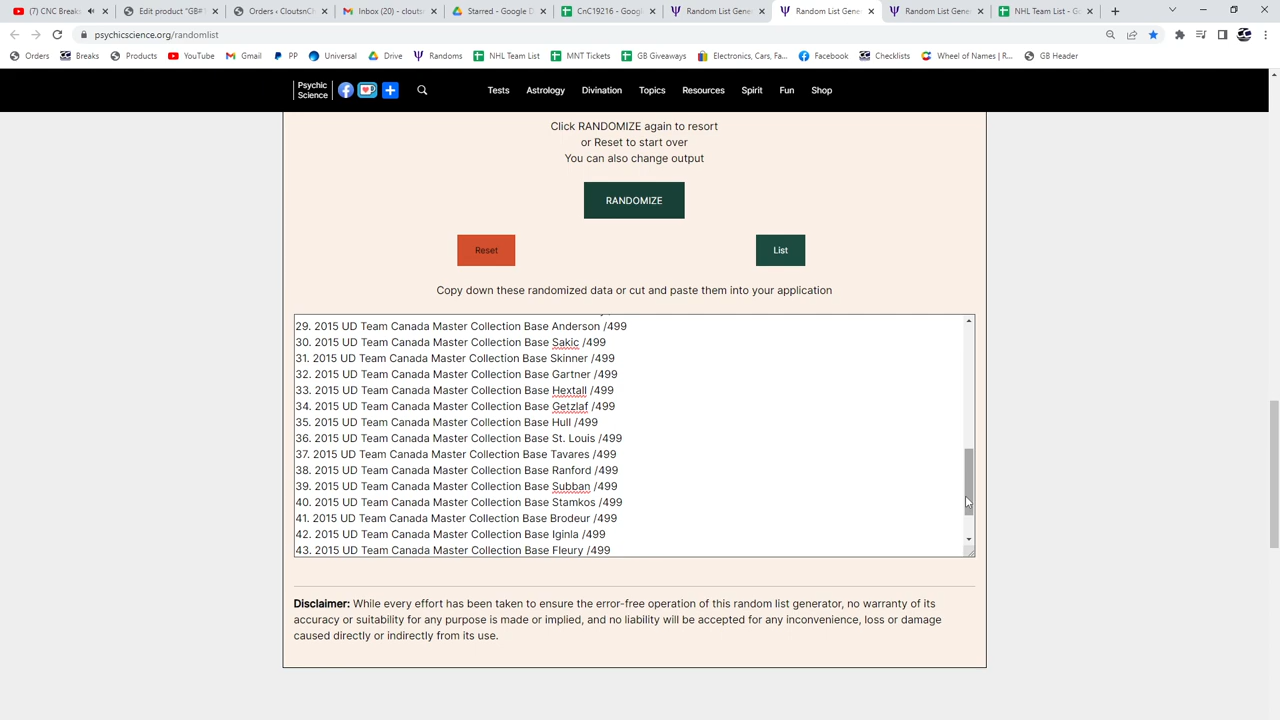 (7) CNC Break
Edit product "GB#
Orders ‹ CloutsnCh
Inbox (20) - clouts
Starred - Google D
CnC19216 - Goog
Random List Gene
Random List Gene
Random List Gene
NHL Team List - G
psychicscience.org/randomlist
Orders
Breaks
Products
YouTube
Gmail
PP
Universal
Drive
Randoms
NHL Team List
MNT Tickets
GB Giveaways
Electronics, Cars, Fa...
Facebook
Checklists
Wheel of Names | R...
GB Header
Psychic
Science
Tests
Astrology
Divination
Topics
Resources
Spirit
Fun
Shop
Click RANDOMIZE again to resort
or Reset to start over
You can also change output
RANDOMIZE
Reset
List
Copy down these randomized data or cut and paste them into your application
29. 2015 UD Team Canada Master Collection Base Anderson /499
30. 2015 UD Team Canada Master Collection Base Sakic /499
31. 2015 UD Team Canada Master Collection Base Skinner /499
32. 2015 UD Team Canada Master Collection Base Gartner /499
33. 2015 UD Team Canada Master Collection Base Hextall /499
34. 2015 UD Team Canada Master Collection Base Getzlaf /499
35. 2015 UD Team Canada Master Collection Base Hull /499
36. 2015 UD Team Canada Master Collection Base St. Louis /499
37. 2015 UD Team Canada Master Collection Base Tavares /499
38. 2015 UD Team Canada Master Collection Base Ranford /499
39. 2015 UD Team Canada Master Collection Base Subban /499
40. 2015 UD Team Canada Master Collection Base Stamkos /499
41. 2015 UD Team Canada Master Collection Base Brodeur /499
42. 2015 UD Team Canada Master Collection Base Iginla /499
43. 2015 UD Team Canada Master Collection Base Fleury /499
Disclaimer: While every effort has been taken to ensure the error-free operation of this random list generator, no warranty of its
accuracy or suitability for any purpose is made or implied, and no liability will be accepted for any inconvenience, loss or damage
caused directly or indirectly from its use.